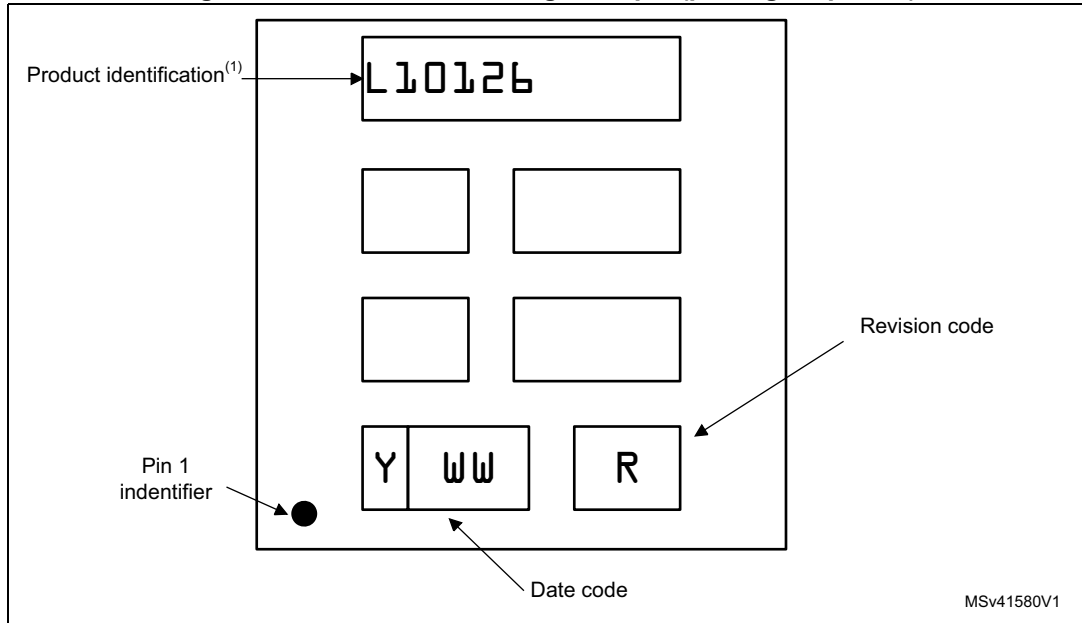 Product identification(1)
L10126
Revision code
Y WW R
Pin 1
indentifier
Date code
MSv41580V1